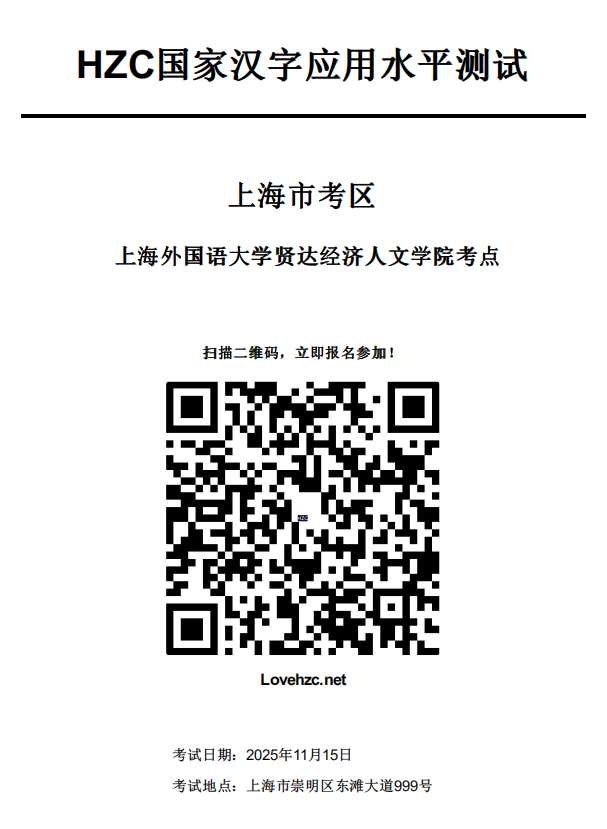 HZC国家汉字应用水平测试
上海市考区
上海外国语大学贤达经济人文学院考点
扫描二维码，立即报名参加！
HZC
Lovehzc.net
考试日期：2025年11月15日
考试地点：上海市崇明区东滩大道999号